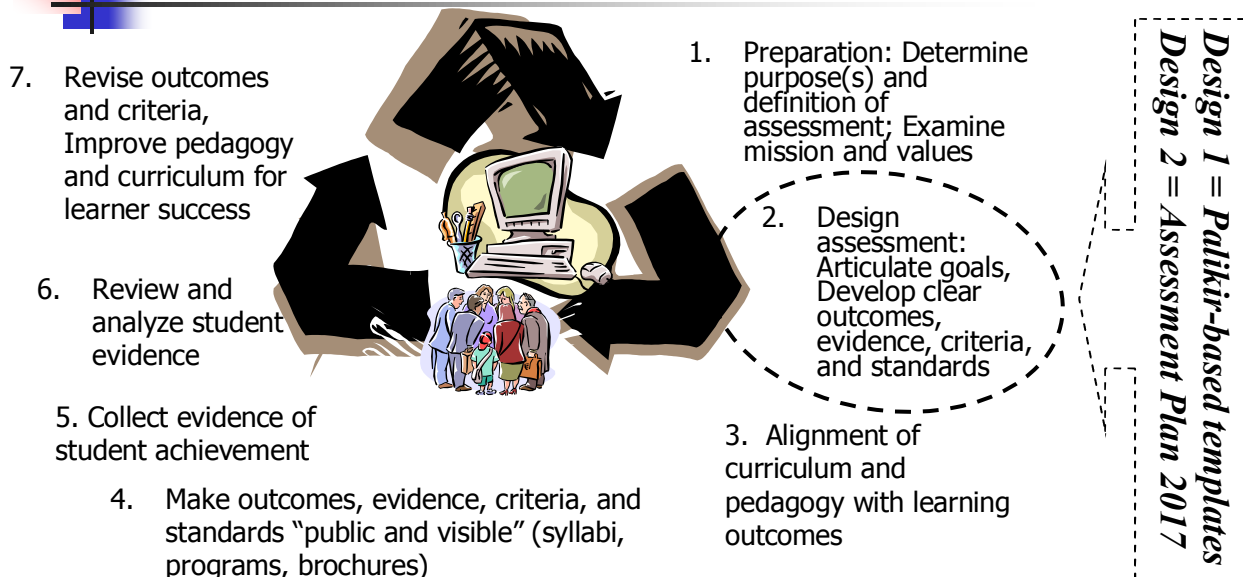 1. Preparation: Determine
purpose(s) and
definition of
assessment; Examine
mission and values
2. Design
assessment:
Articulate goals,
Develop clear
outcomes,
evidence, criteria,
and standards
3. Alignment of
curriculum and
pedagogy with learning
outcomes
4. Make outcomes, evidence, criteria, and
standards “public and visible” (syllabi,
programs, brochures)
5. Collect evidence of
student achievement
6. Review and
analyze student
evidence
7. Revise outcomes
and criteria,
Improve pedagogy
and curriculum for
learner success
Design 1 = Palikir-based templates
Design 2 = Assessment Plan 2017